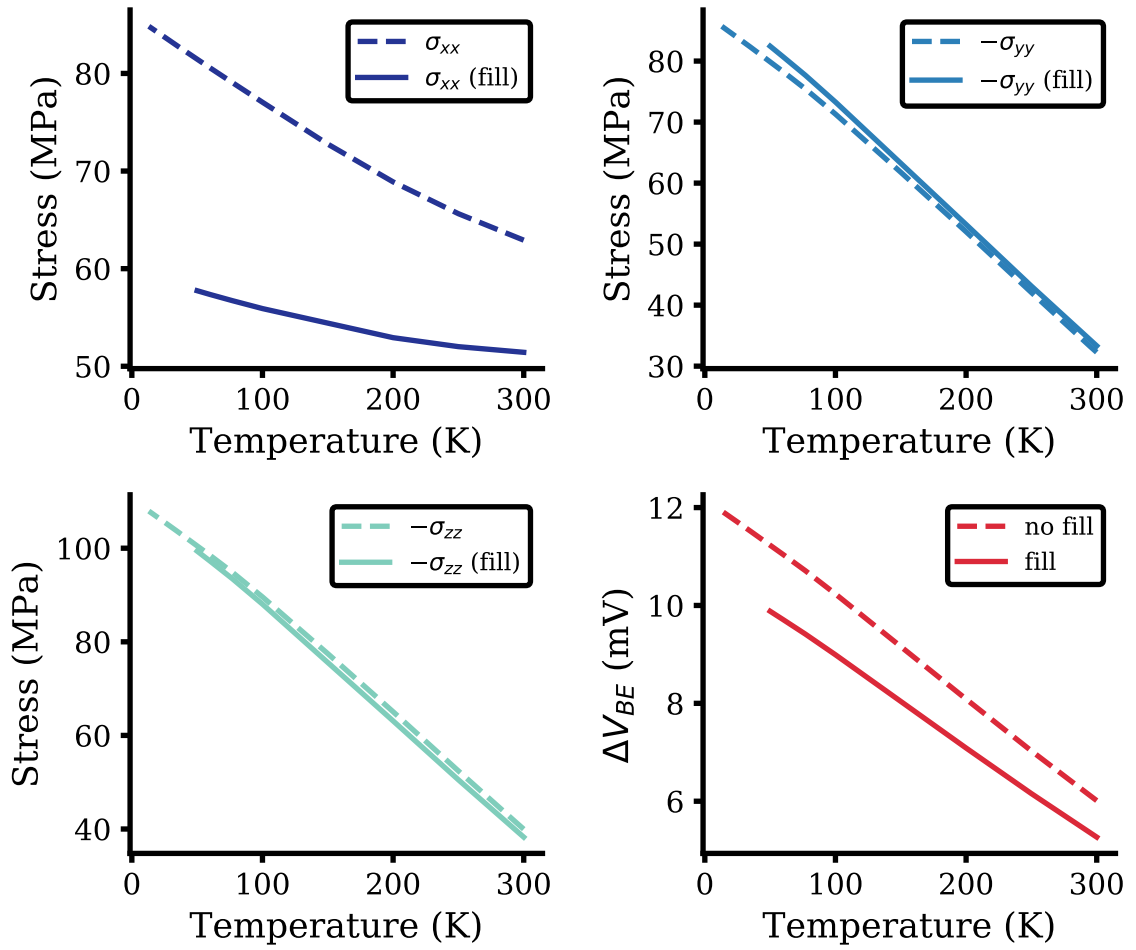 σxx
σxx (fill)
80
70
60
50
Stress (MPa)
0 100 200 300
Temperature (K)
−σyy
−σyy (fill)
80
70
60
50
40
30
Stress (MPa)
0 100 200 300
Temperature (K)
−σzz
−σzz (fill)
100
80
60
40
Stress (MPa)
0 100 200 300
Temperature (K)
no fill
fill
12
10
8
6
ΔVBE (mV)
0 100 200 300
Temperature (K)